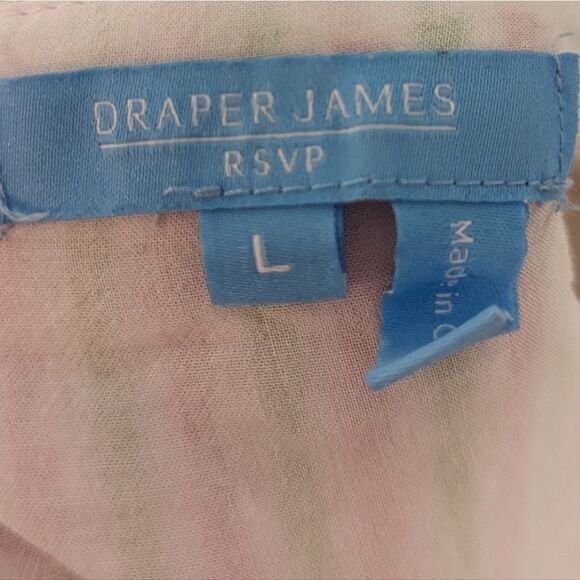 DRAPER JAMES
RSVP
L
Made in